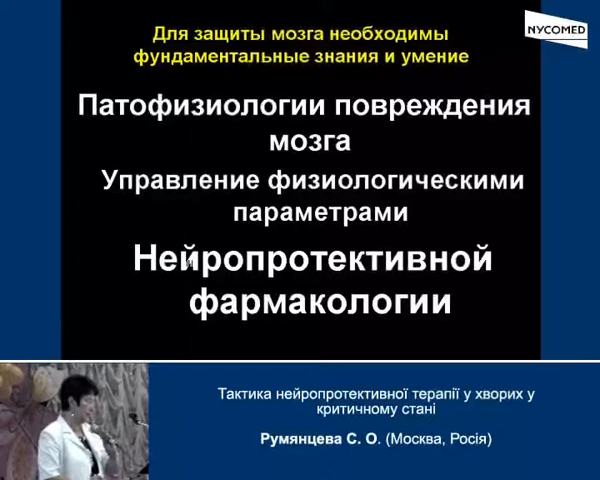 NYCOMED
Для защиты мозга необходимы
фундаментальные знания и умение
Патофизиологии повреждения
мозга
Управление физиологическими
параметрами
Нейропротективной
фармакологии
Тактика нейропротективної терапії у хворих у
критичному стані
Румянцева С. О. (Москва, Росія)